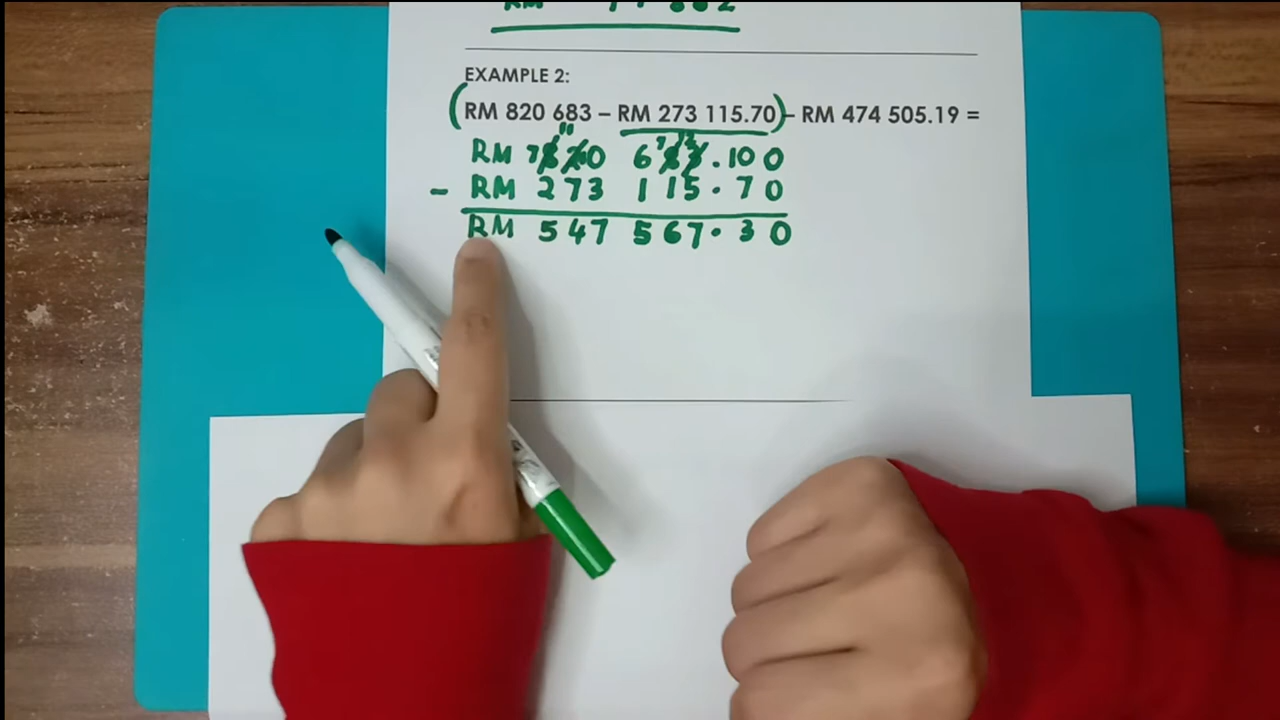 EXAMPLE 2:
(RM 820 683 – RM 273 115.70) – RM 474 505.19 =
RM 820 683.100
- RM 273 115.70
RM 547 567.30